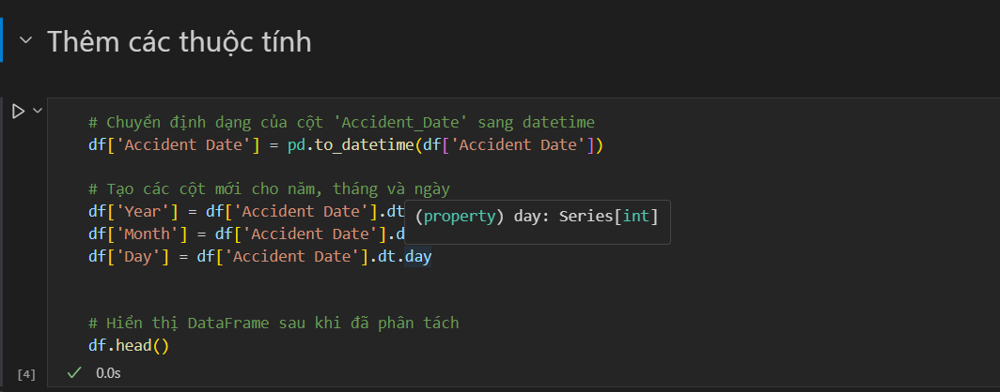 Thêm các thuộc tính
# Chuyển định dạng của cột 'Accident_Date' sang datetime
df['Accident Date'] = pd.to_datetime(df['Accident Date'])
# Tạo các cột mới cho năm, tháng và ngày
df['Year'] = df['Accident Date'].dt
(property) day: Series[int]
df['Month'] = df['Accident Date'].d
df['Day'] = df['Accident Date'].dt.day
# Hiển thị DataFrame sau khi đã phân tách
df.head()
[4] 0.0s